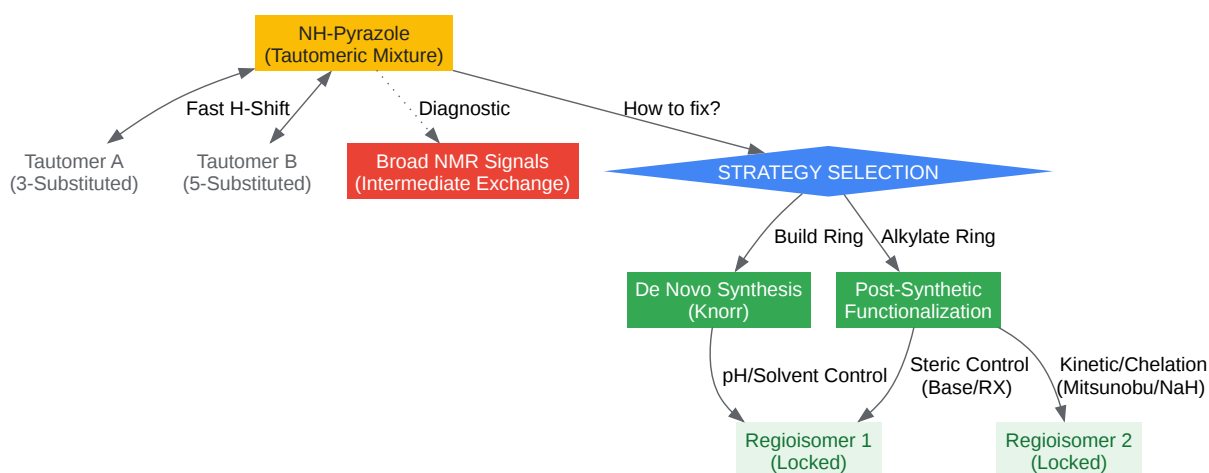 NH-Pyrazole
(Tautomeric Mixture)
Fast H-Shift
Diagnostic
How to fix?
Tautomer A
(3-Substituted)
Tautomer B
(5-Substituted)
Broad NMR Signals
(Intermediate Exchange)
STRATEGY SELECTION
Build Ring
Alkylate Ring
De Novo Synthesis
(Knorr)
Post-Synthetic
Functionalization
pH/Solvent Control
Steric Control
(Base/RX)
Kinetic/Chelation
(Mitsunobu/NaH)
Regioisomer 1
(Locked)
Regioisomer 2
(Locked)